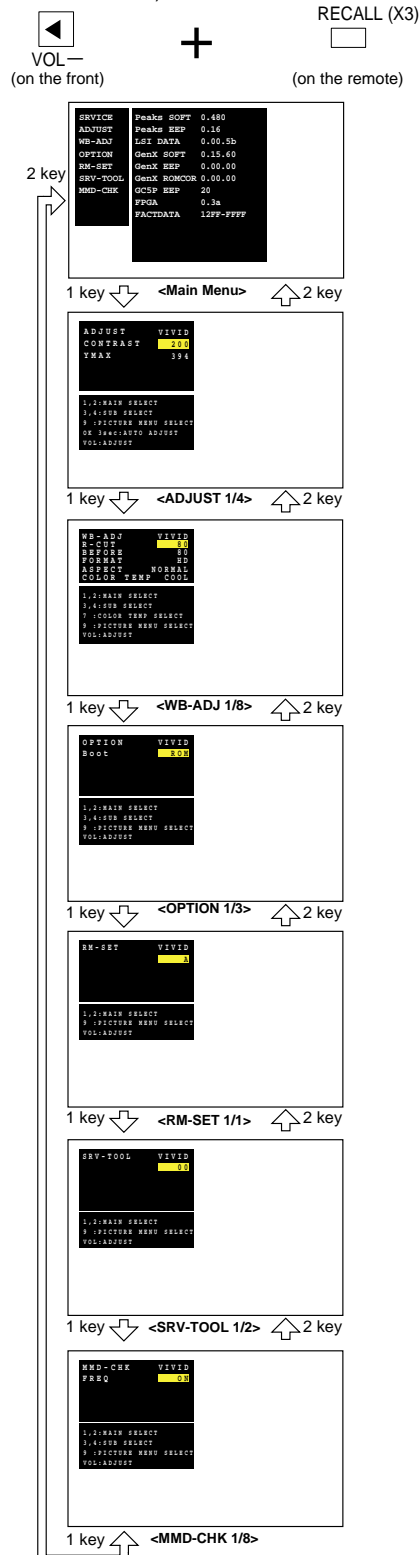 RECALL (X3)
+
VOL—
(on the front)
(on the remote)
SRVICE Peaks SOFT 0.480
ADJUST Peaks EEP 0.16
WB-ADJ LSI DATA 0.00.5b
OPTION GenX SOFT 0.15.60
RM-SET GenX EEP 0.00.00
SRV-TOOL GenX ROMCOR 0.00.00
MMD-CHK GC5P EEP 20
FPGA 0.3a
FACTDATA 12FF-FFFF
2 key
1 key <Main Menu> 2 key
ADJUST VIVID
CONTRAST 200
YMAX 394
1,2:MAIN SELECT
3,4:SUB SELECT
9 :PICTURE MENU SELECT
OK 3sec:AUTO ADJUST
VOL:ADJUST
1 key <ADJUST 1/4> 2 key
WB-ADJ VIVID
R-CUT 80
BEFORE 80
FORMAT HD
ASPECT NORMAL
COLOR TEMP COOL
1,2:MAIN SELECT
3,4:SUB SELECT
7 :COLOR TEMP SELECT
9 :PICTURE MENU SELECT
VOL:ADJUST
1 key <WB-ADJ 1/8> 2 key
OPTION VIVID
Boot ROM
1,2:MAIN SELECT
3,4:SUB SELECT
9 :PICTURE MENU SELECT
VOL:ADJUST
1 key <OPTION 1/3> 2 key
RM-SET VIVID
A
1,2:MAIN SELECT
9 :PICTURE MENU SELECT
VOL:ADJUST
1 key <RM-SET 1/1> 2 key
SRV-TOOL VIVID
00
1,2:MAIN SELECT
9 :PICTURE MENU SELECT
VOL:ADJUST
1 key <SRV-TOOL 1/2> 2 key
MMD-CHK VIVID
FREQ ON
1,2:MAIN SELECT
3,4:SUB SELECT
9 :PICTURE MENU SELECT
VOL:ADJUST
1 key <MMD-CHK 1/8>